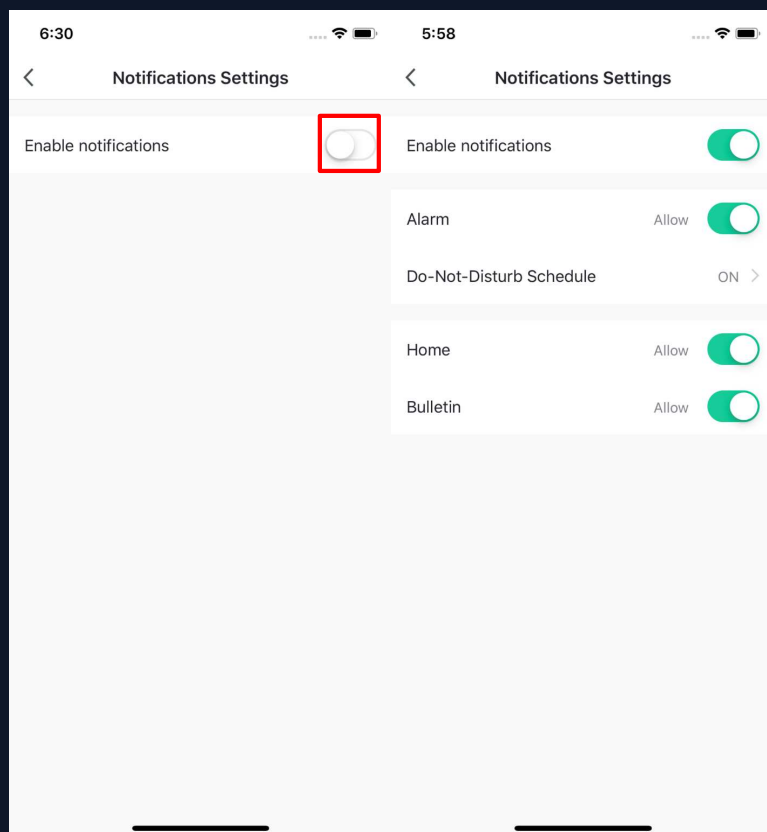 6:30
Notifications Settings
Enable notifications
5:58
Notifications Settings
Enable notifications
Alarm Allow
Do-Not-Disturb Schedule ON
Home Allow
Bulletin Allow